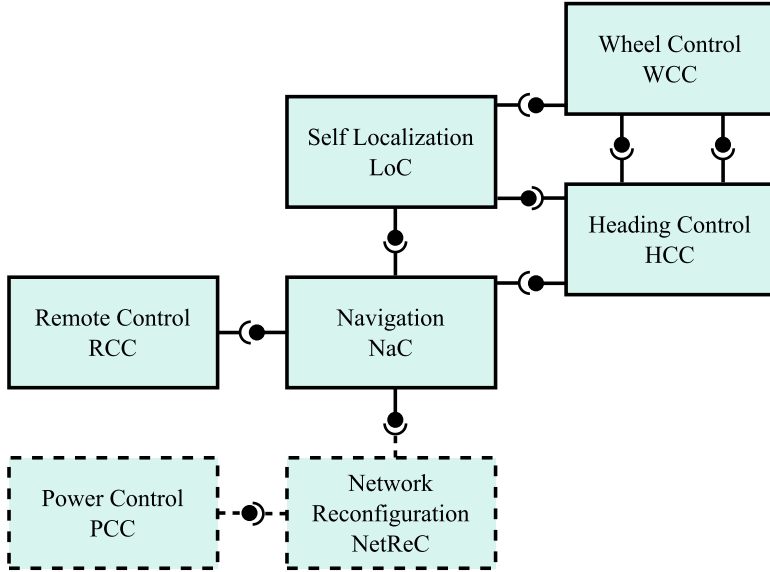 Wheel Control
WCC
Self Localization
LoC
Heading Control
HCC
Remote Control
RCC
Navigation
NaC
Power Control
PCC
Network
Reconfiguration
NetReC